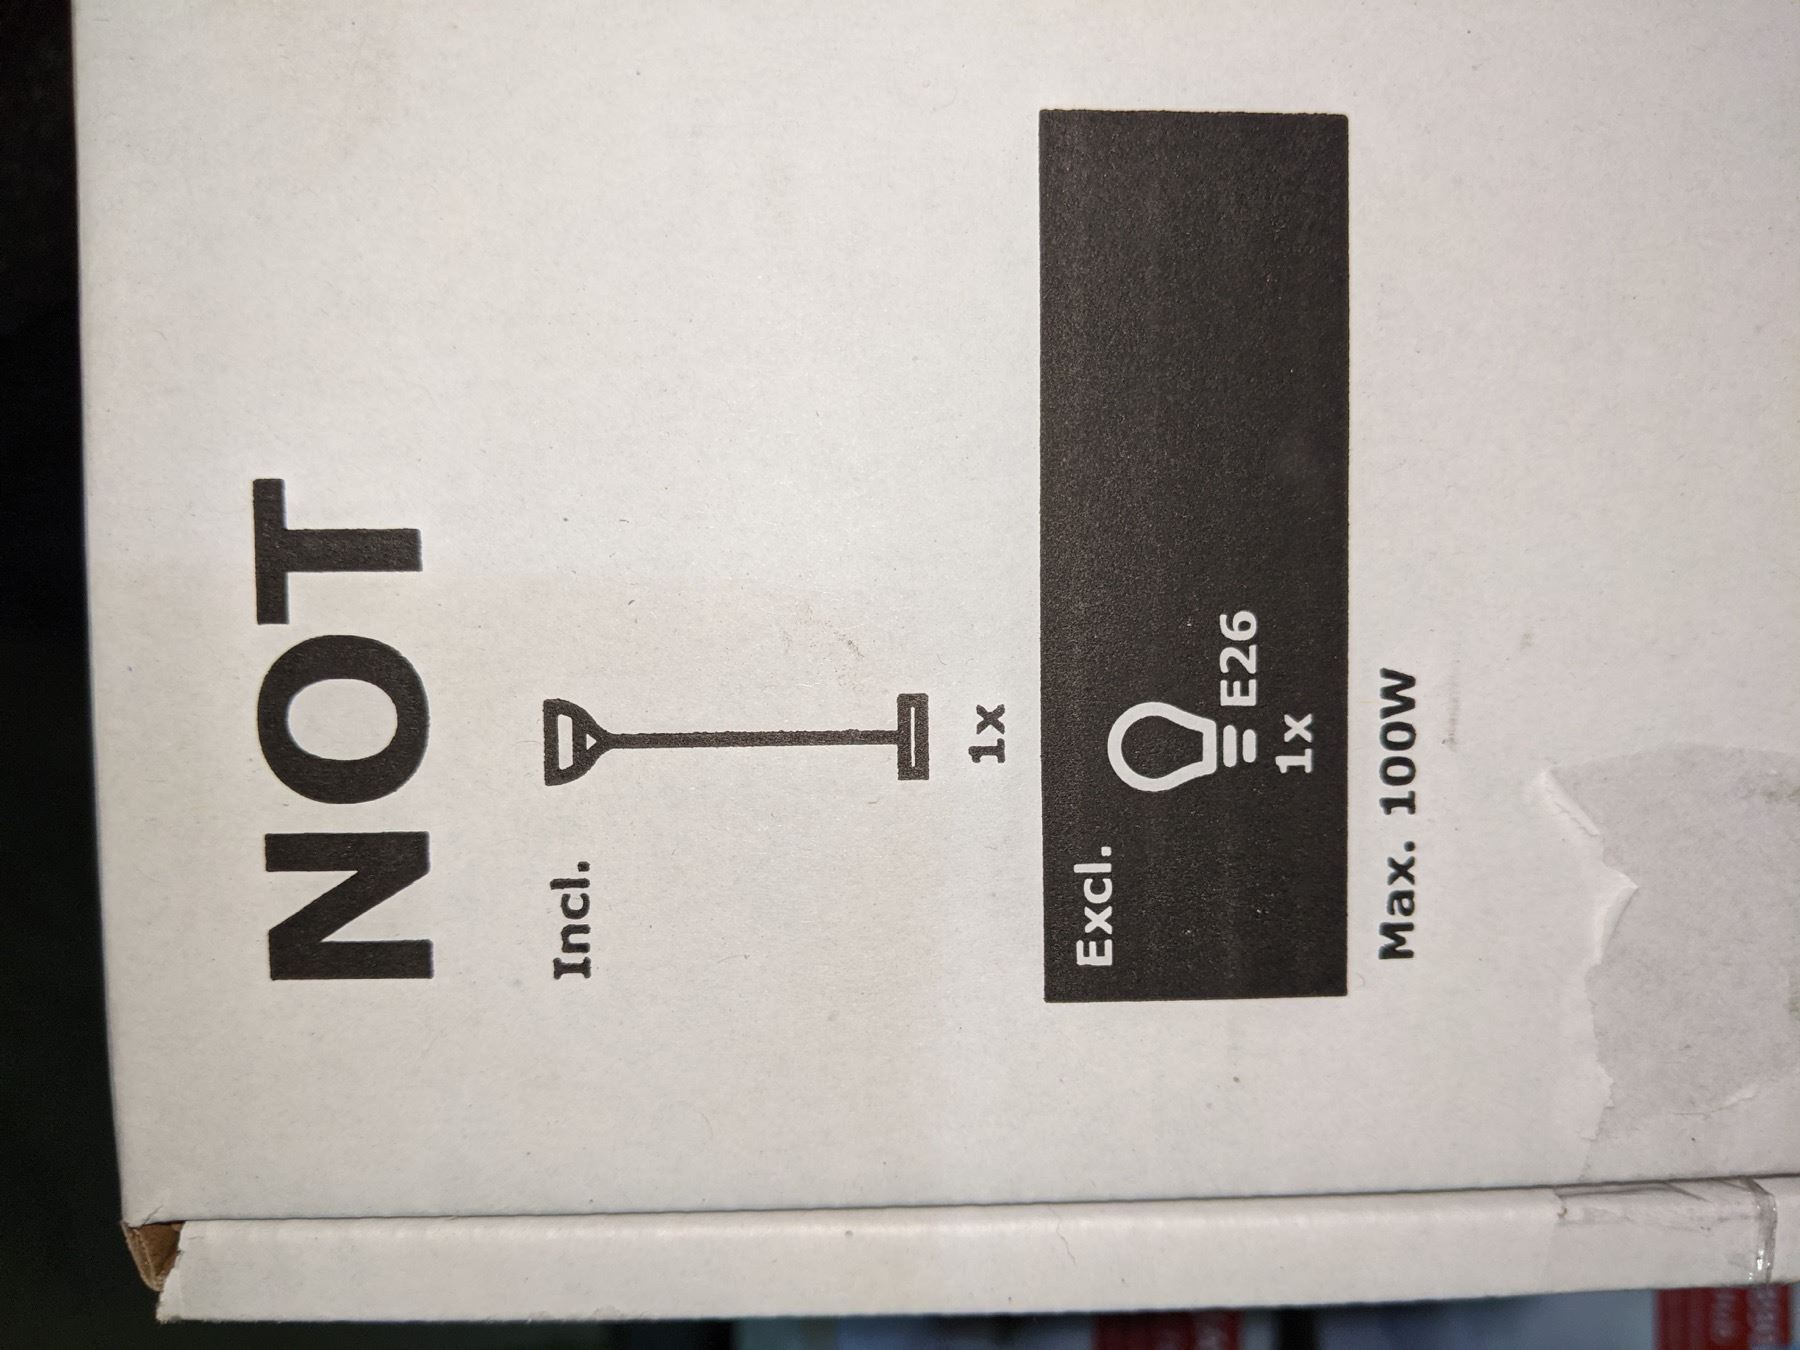 NOT
Incl.
1x
Excl.
E26
1x
Max. 100W